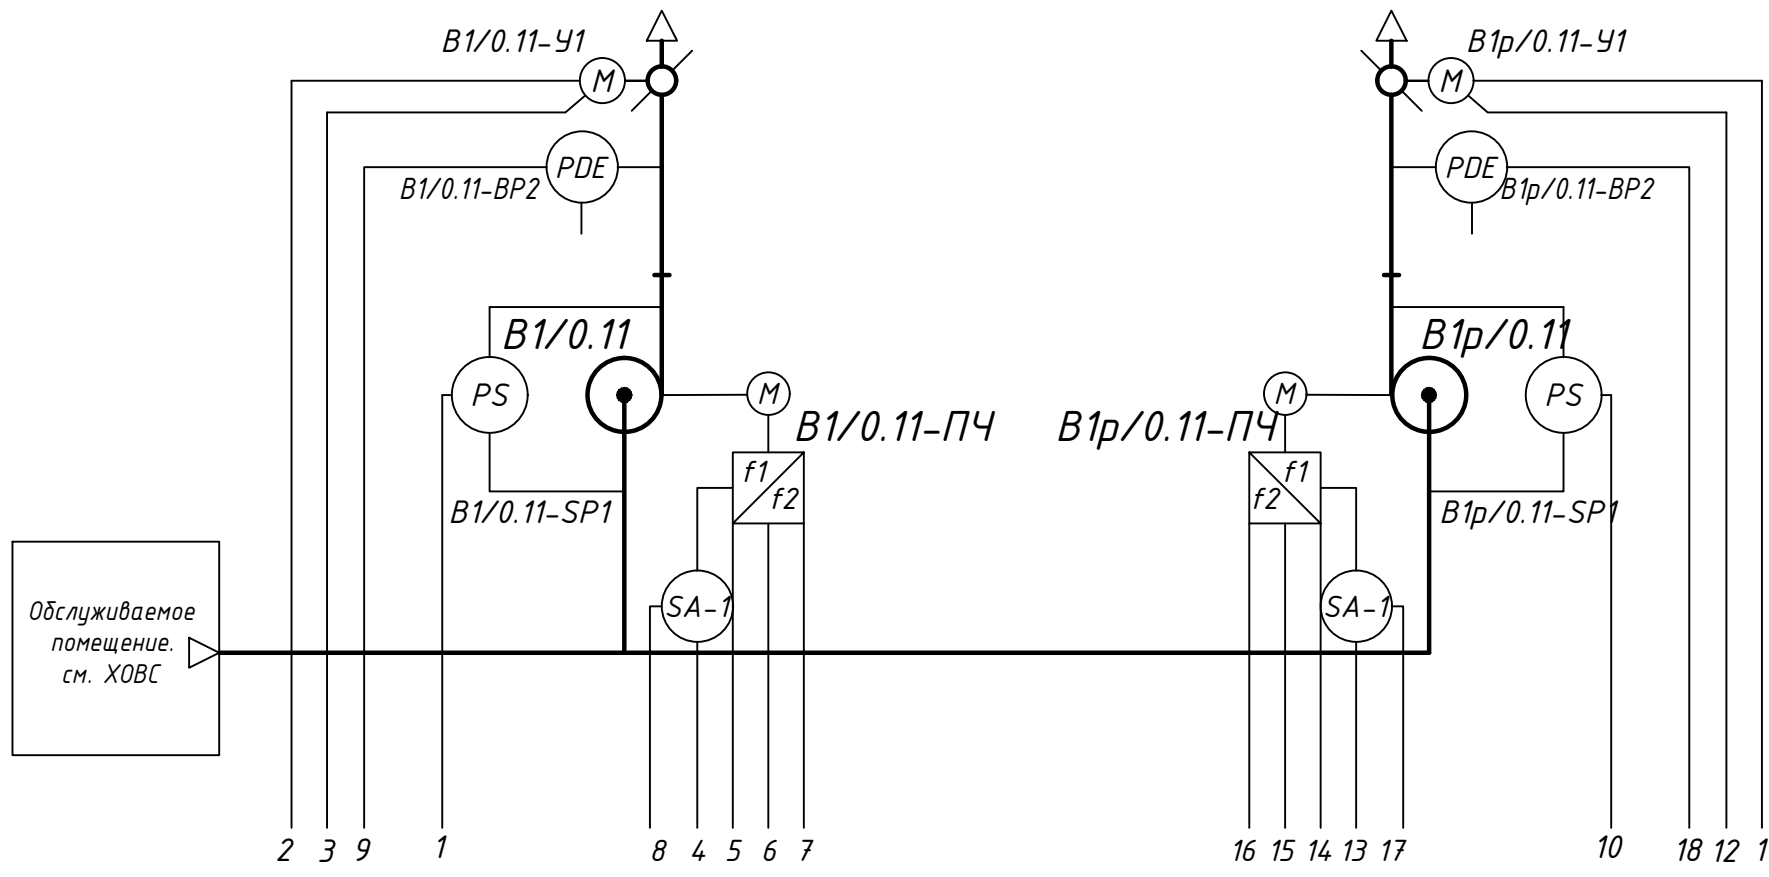 В1/0.11-У1
В1р/0.11-У1
М
М
PDE
PDE
В1/0.11-ВР2
В1р/0.11-ВР2
В1/0.11
В1р/0.11
PS
М
М
PS
В1/0.11-ПЧ
В1р/0.11-ПЧ
f1
f2
f1
f2
В1/0.11-SP1
В1р/0.11-SP1
Обслуживаемое
помещение.
см. ХОВС
SA-1
SA-1
2 3 9 1 8 4 5 6 7 16 15 14 13 17 10 18 12 1